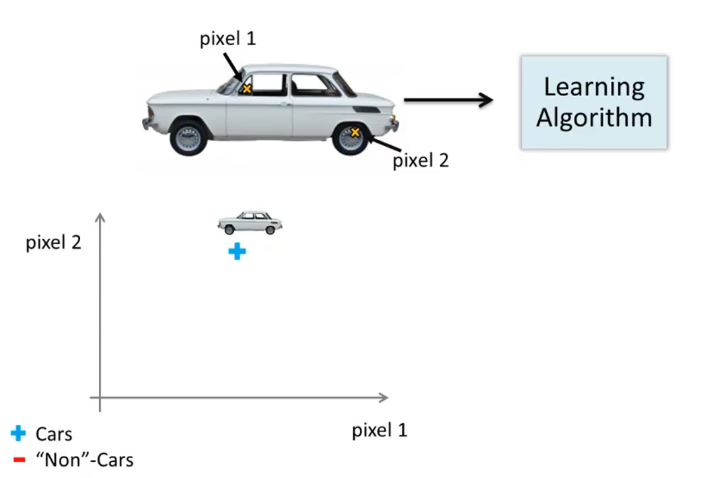 pixel 1
Learning
Algorithm
pixel 2
pixel 2
pixel 1
Cars
“Non”-Cars